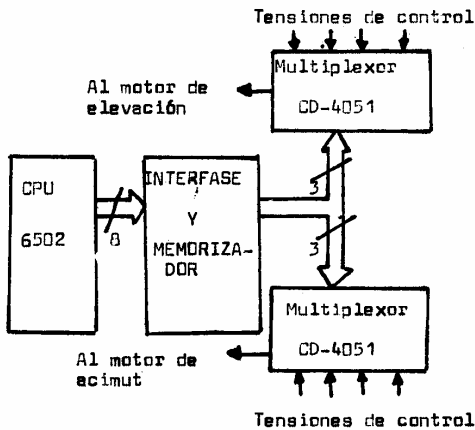 Tensiones de control
Multiplexor
CD-4051
Al motor de
elevación
3
CPU
6502
8
INTERFASE
Y
MEMORIZA-
DOR
3
Multiplexor
CD-4051
Al motor de
acimut
Tensiones de control